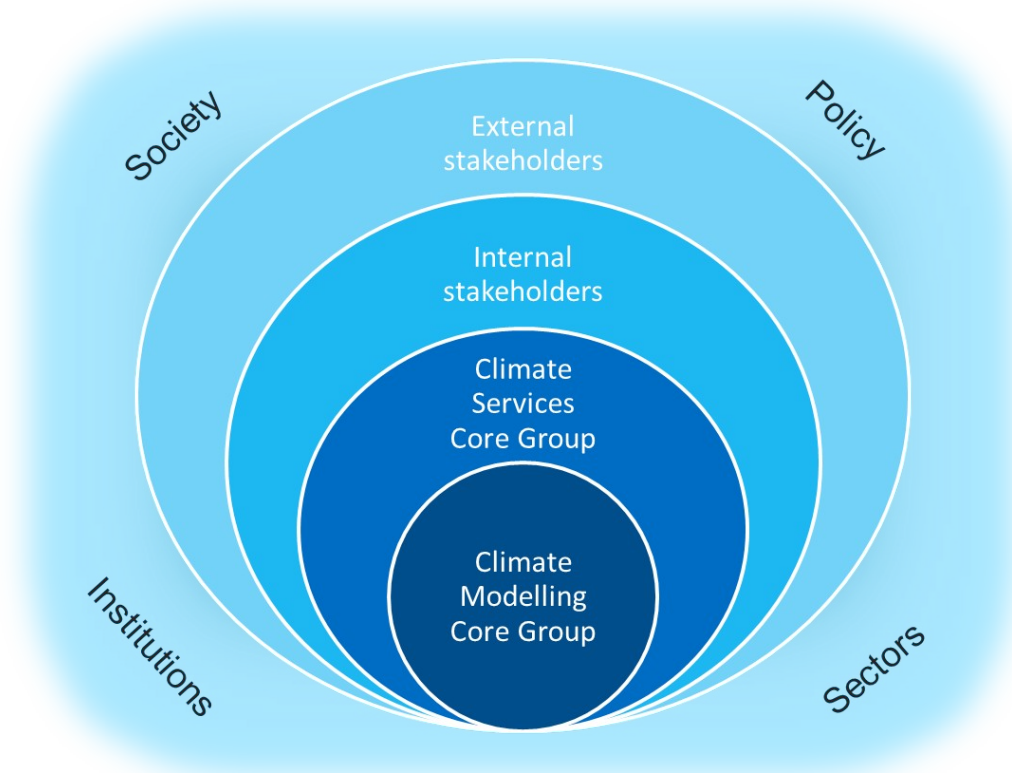 Society
Policy
External
stakeholders
Internal
stakeholders
Climate
Services
Core Group
Climate
Modelling
Core Group
Institutions
Sectors